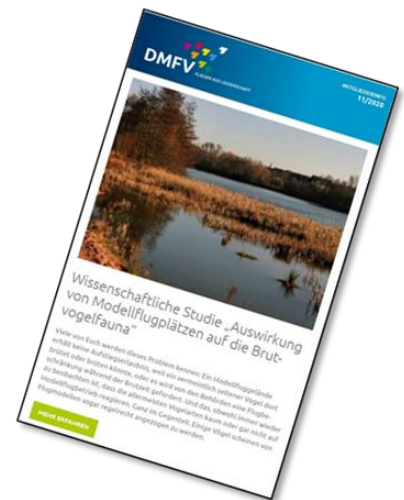 DMFV
FLIEGEN AUS LEIDENSCHAFT
MITGLIEDERINFO
11/2020
Wissenschaftliche Studie „Auswirkung
von Modellflugplätzen auf die Brut-
vogelfauna“
Viele von Euch werden dieses Problem kennen: Ein Modellfluggelände
erhält keine Aufstiegserlaubnis, weil ein vermeintlich seltener Vogel dort
brütet oder brüten könnte, oder es wird von den Behörden eine Flugbe-
schränkung während der Brutzeit gefordert. Und das, obwohl immer wieder
zu beobachten ist, dass die allermeisten Vogelarten kaum oder gar nicht auf
Modellflugbetrieb reagieren. Ganz im Gegenteil: Einige Vögel scheinen von
Flugmodellen sogar regelrecht angezogen zu werden.
MEHR ERFAHREN